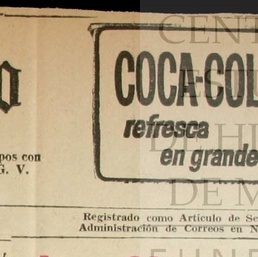 COCA-COL
refresca
en grande
pos con
G. V.
Registrado como Artículo de Se
Administración de Correos en N
CENT
DE HI
DE M
FUN